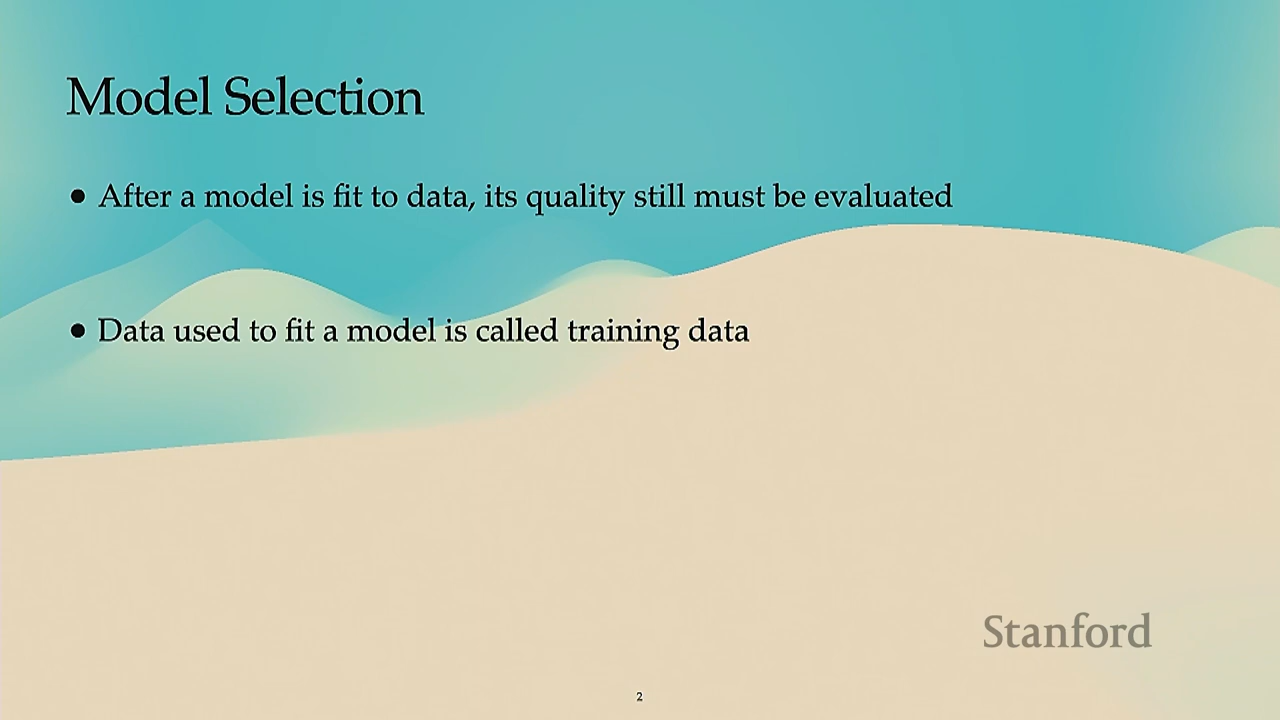 Model Selection
• After a model is fit to data, its quality still must be evaluated
• Data used to fit a model is called training data
Stanford
2